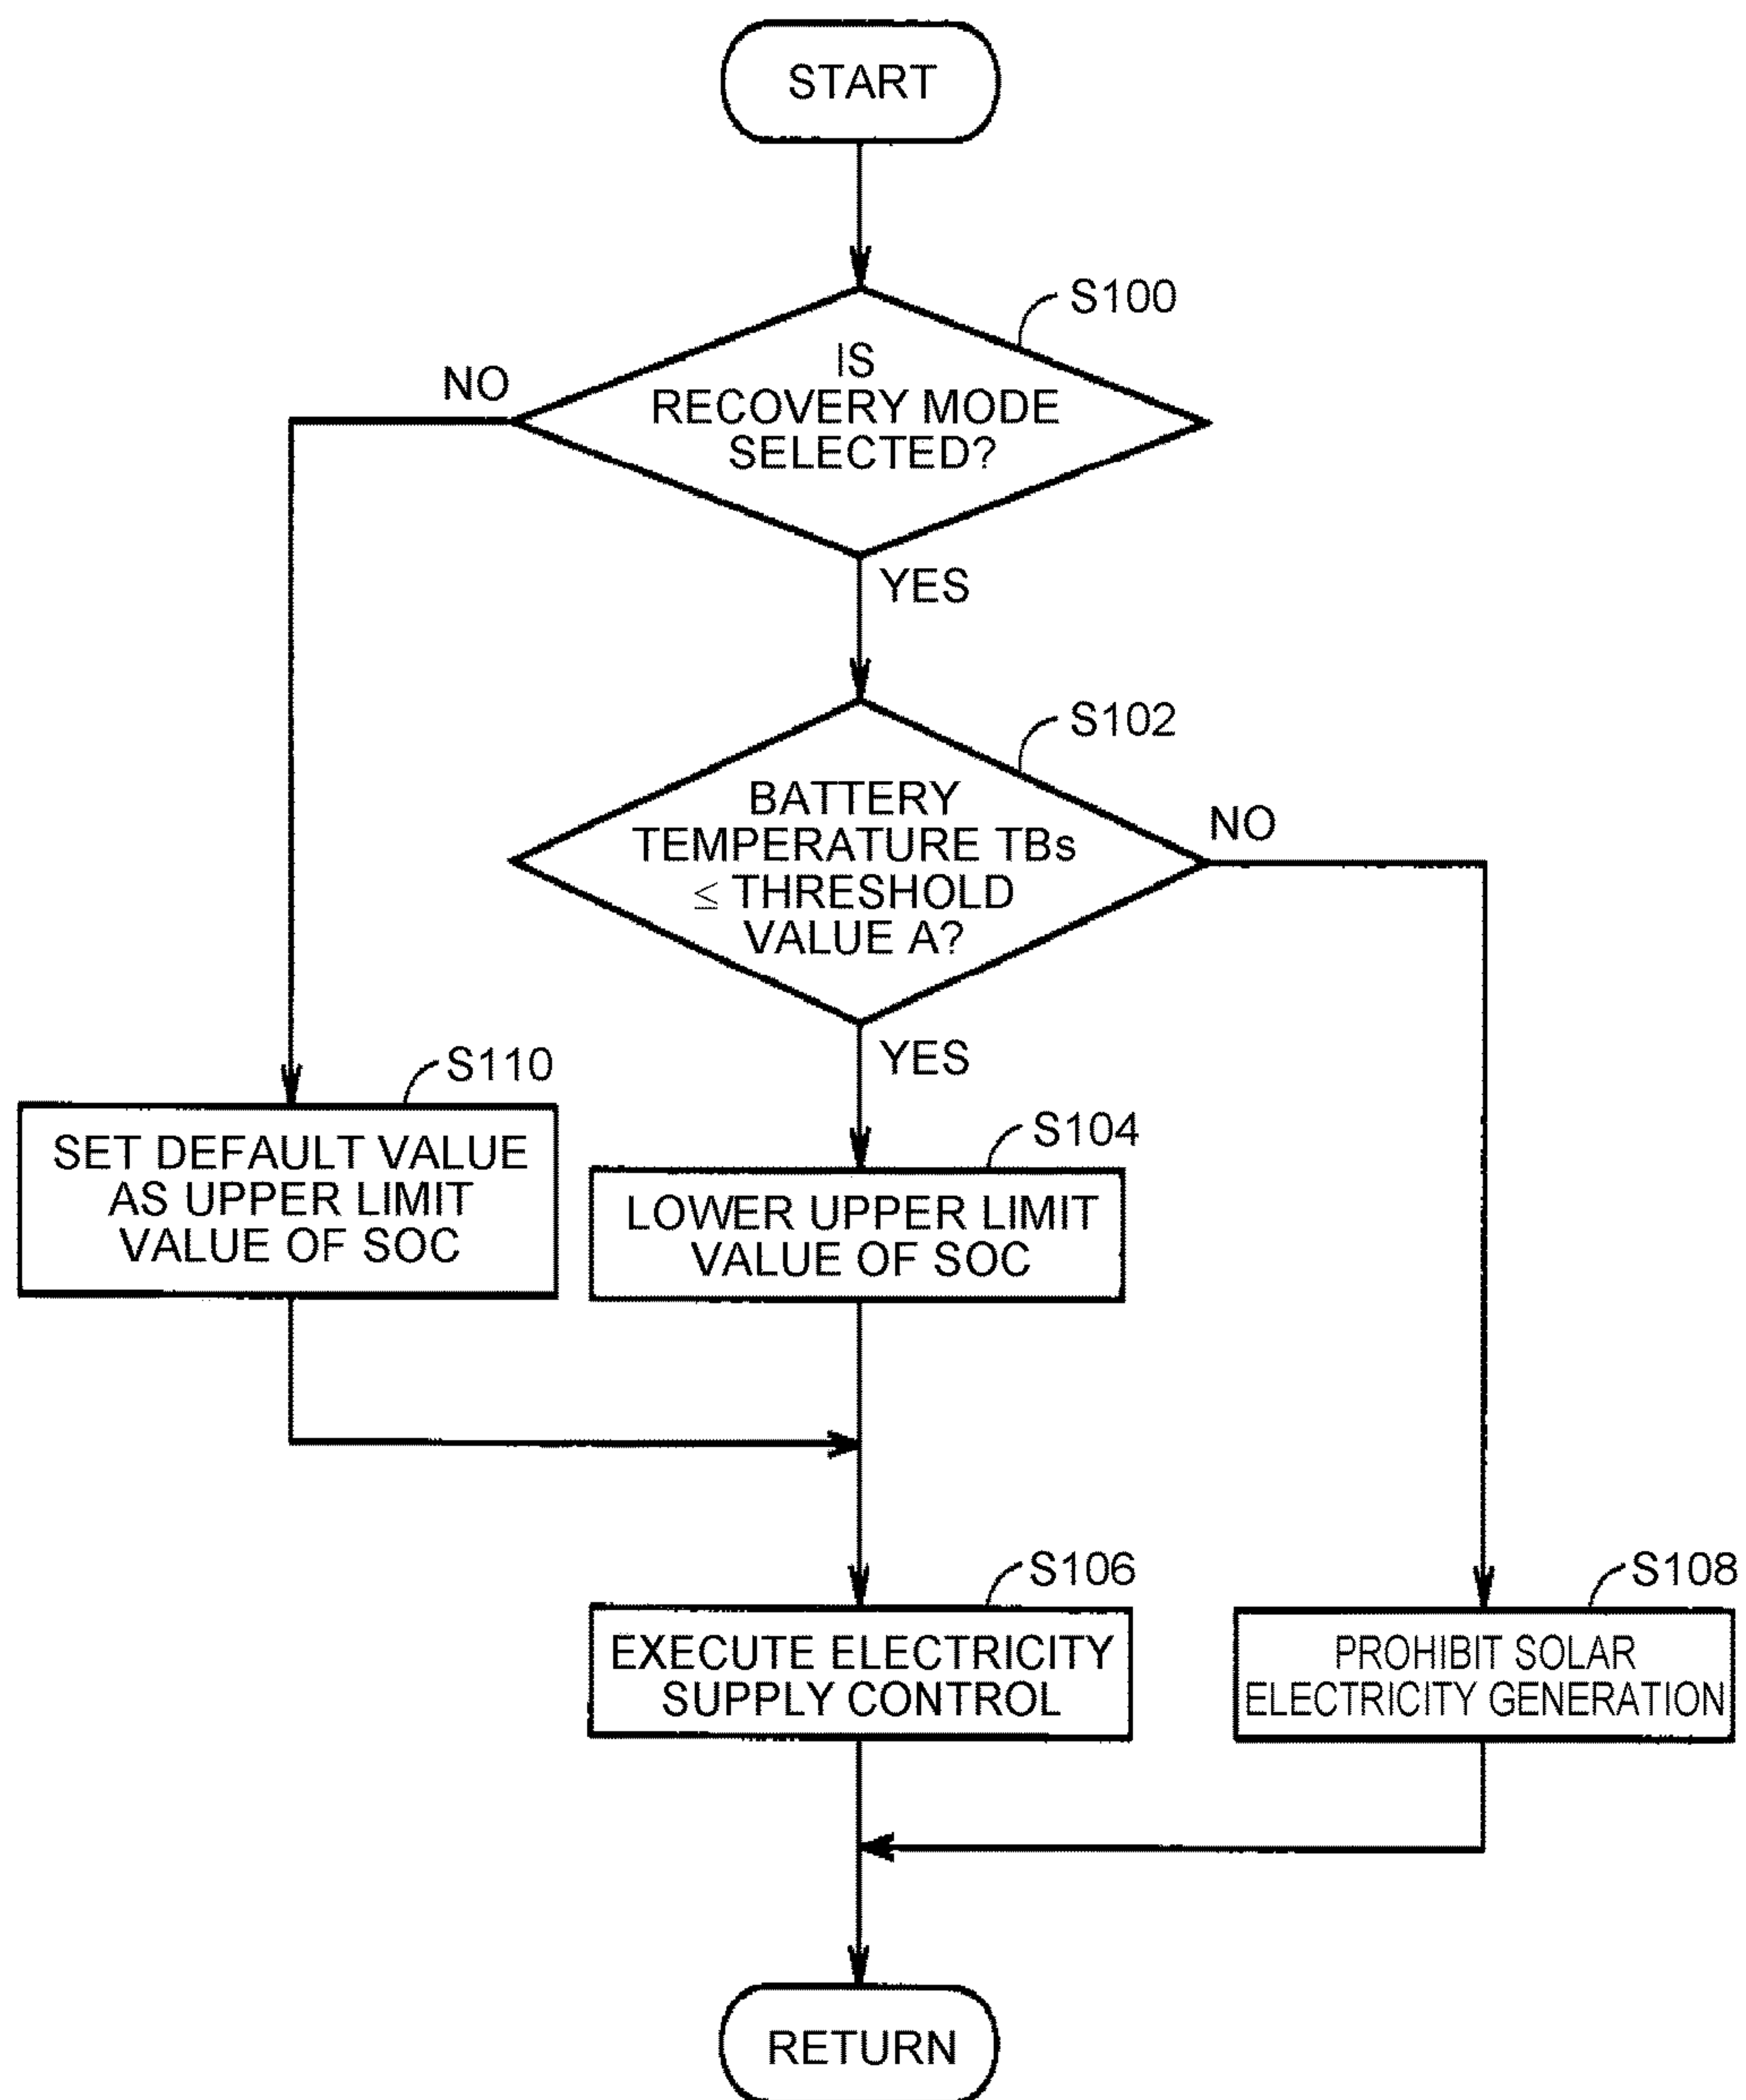 START
S100
IS
RECOVERY MODE
SELECTED?
NO
YES
S102
BATTERY
TEMPERATURE TBs
≤ THRESHOLD
VALUE A?
NO
YES
S110
SET DEFAULT VALUE
AS UPPER LIMIT
VALUE OF SOC
S104
LOWER UPPER LIMIT
VALUE OF SOC
S106
EXECUTE ELECTRICITY
SUPPLY CONTROL
S108
PROHIBIT SOLAR
ELECTRICITY GENERATION
RETURN